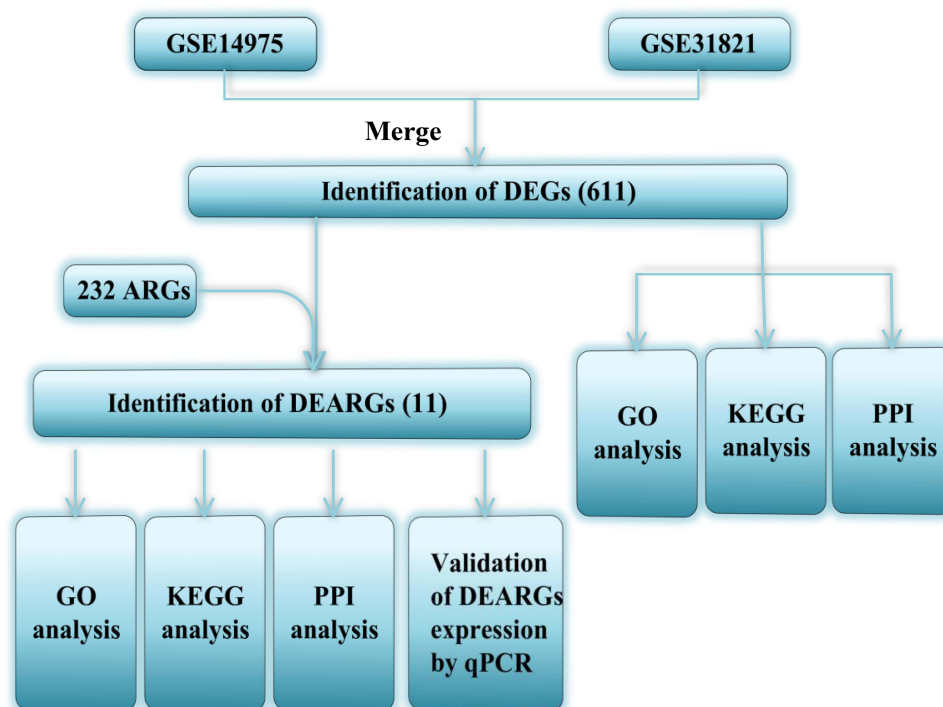 GSE14975
GSE31821
Merge
Identification of DEGs (611)
232 ARGs
Identification of DEARGs (11)
GO
analysis
KEGG
analysis
PPI
analysis
GO
analysis
KEGG
analysis
PPI
analysis
Validation
of DEARGs
expression
by qPCR